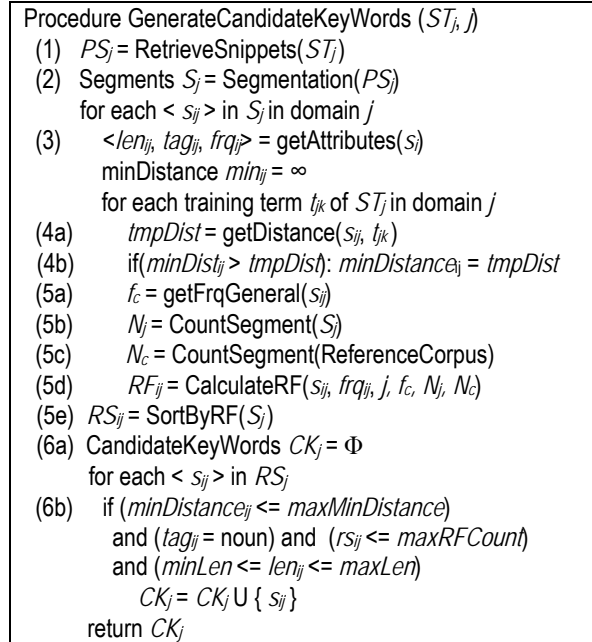 Procedure GenerateCandidateKeyWords (STj, j)
(1) PSj = RetrieveSnippets(STj)
(2) Segments Sj = Segmentation(PSj)
for each < sij > in Sj in domain j
(3) <lenij, tagij, frqij> = getAttributes(si)
minDistance minij = ∞
for each training term tjk of STj in domain j
(4a) tmpDist = getDistance(sij, tjk)
(4b) if(minDistij > tmpDist): minDistanceij = tmpDist
(5a) fc = getFrqGeneral(sij)
(5b) Nj = CountSegment(Sj)
(5c) Nc = CountSegment(ReferenceCorpus)
(5d) RFij = CalculateRF(sij, frqij, j, fc, Nj, Nc)
(5e) RSij = SortByRF(Sj)
(6a) CandidateKeyWords CKj = Φ
for each < sij > in RSj
(6b) if (minDistanceij <= maxMinDistance)
and (tagij = noun) and (rsij <= maxRFCount)
and (minLen <= lenij <= maxLen)
CKj = CKj U { sij }
return CKj